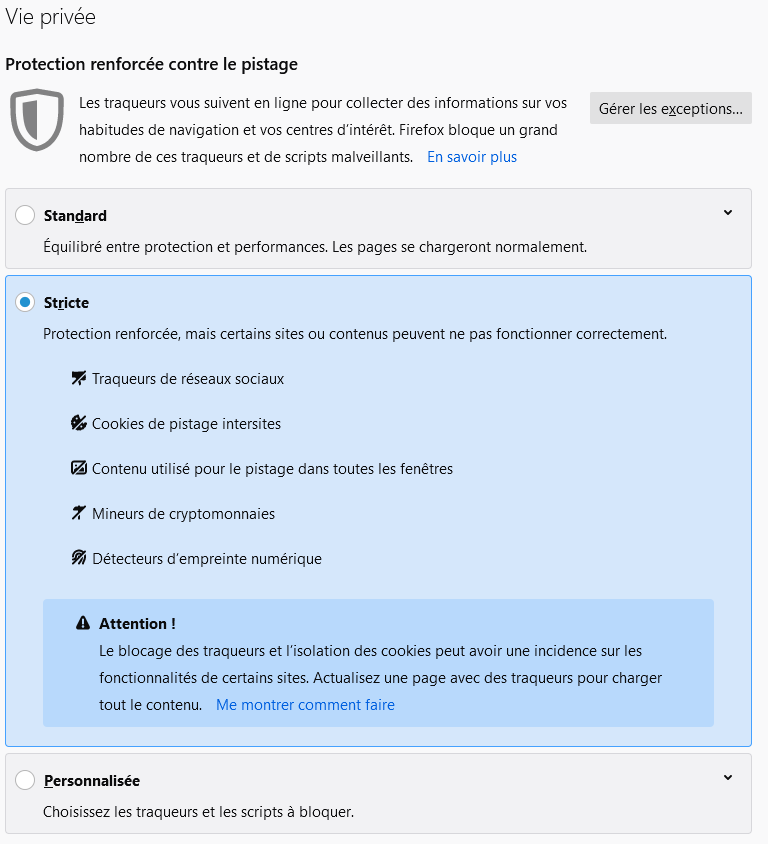 Vie privée
Protection renforcée contre le pistage
Les traqueurs vous suivent en ligne pour collecter des informations sur vos
habitudes de navigation et vos centres d’intérêt. Firefox bloque un grand
nombre de ces traqueurs et de scripts malveillants. En savoir plus
Gérer les exceptions...
Standard
Équilibré entre protection et performances. Les pages se chargeront normalement.
Stricte
Protection renforcée, mais certains sites ou contenus peuvent ne pas fonctionner correctement.
Traqueurs de réseaux sociaux
Cookies de pistage intersites
Contenu utilisé pour le pistage dans toutes les fenêtres
Mineurs de cryptomonnaies
Détecteurs d’empreinte numérique
Attention !
Le blocage des traqueurs et l’isolation des cookies peut avoir une incidence sur les
fonctionnalités de certains sites. Actualisez une page avec des traqueurs pour charger
tout le contenu. Me montrer comment faire
Personnalisée
Choisissez les traqueurs et les scripts à bloquer.